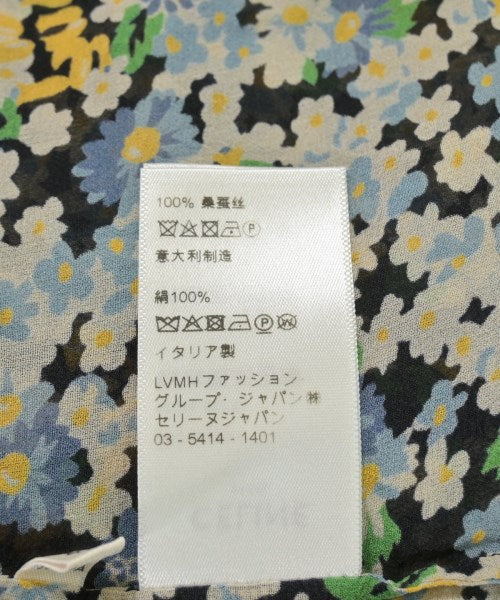 100% 桑蚕丝
意大利制造
絹100%
イタリア製
LVMHファッション
グループ・ジャパン㈱
セリーヌジャパン
03 - 5414 - 1401
CELINE